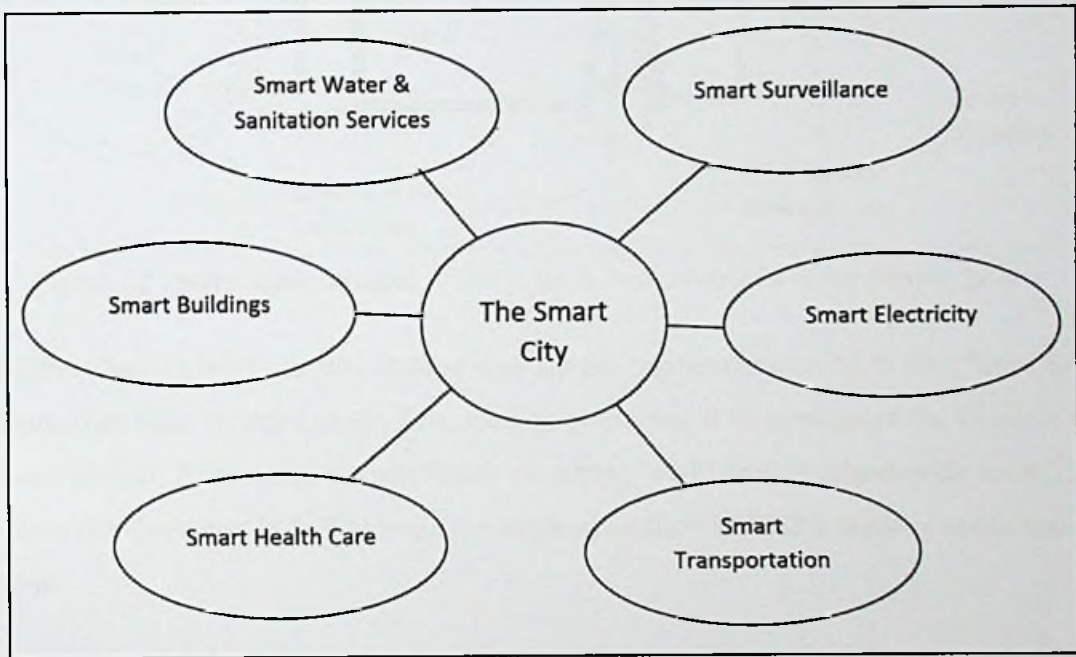 Smart Water &
Sanitation Services
Smart Surveillance
Smart Buildings
The Smart
City
Smart Electricity
Smart Health Care
Smart
Transportation